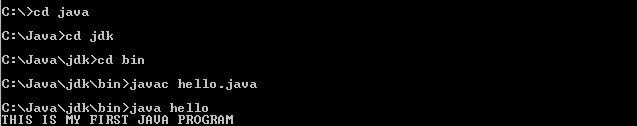 C:\>cd java
C:\Java>cd jdk
C:\Java\jdk>cd bin
C:\Java\jdk\bin>javac hello.java
C:\Java\jdk\bin>java hello
THIS IS MY FIRST JAVA PROGRAM